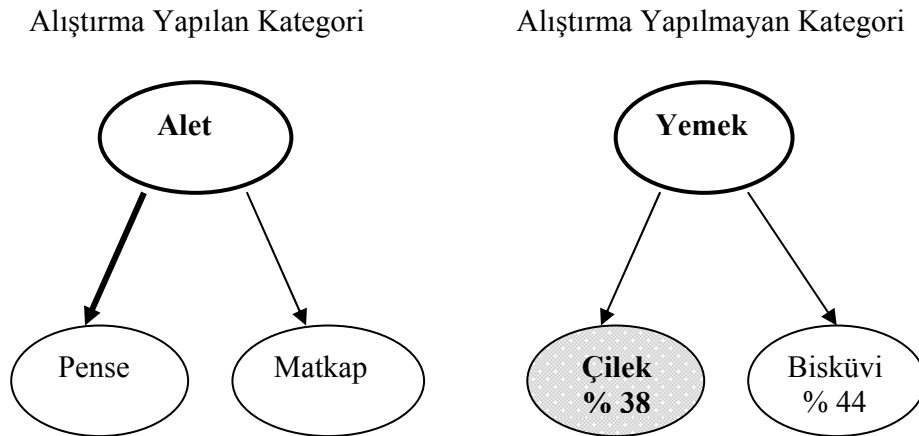 Alıştırma Yapılan Kategori
Alıştırma Yapılmayan Kategori
Alet
Yemek
Pense
Matkap
Çilek
% 38
Bisküvi
% 44